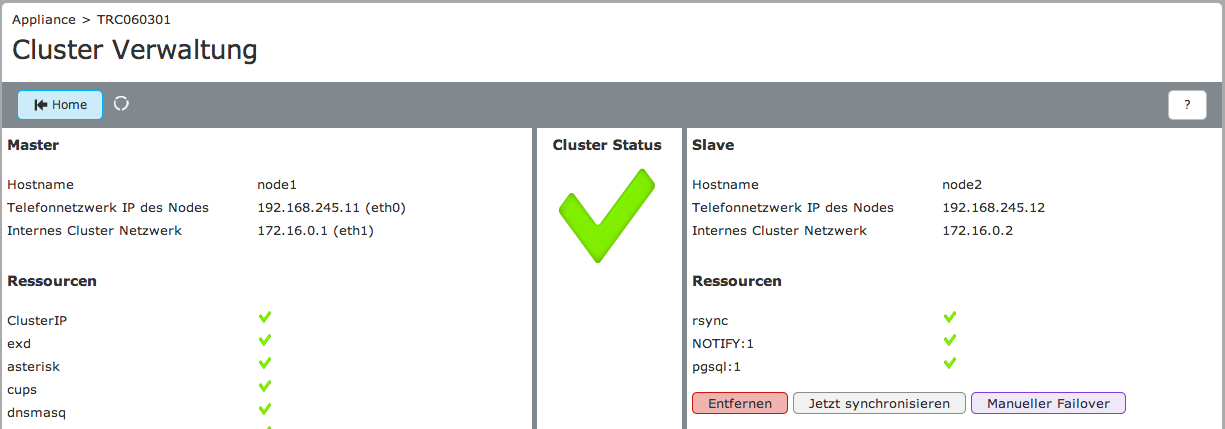 Appliance > TRC060301
Cluster Verwaltung
Home
?
Master
Hostname node1
Telefonnetzwerk IP des Nodes 192.168.245.11 (eth0)
Internes Cluster Netzwerk 172.16.0.1 (eth1)
Ressourcen
ClusterIP
exd
asterisk
cups
dnsmasq
Cluster Status
Slave
Hostname node2
Telefonnetzwerk IP des Nodes 192.168.245.12
Internes Cluster Netzwerk 172.16.0.2
Ressourcen
rsync
NOTIFY:1
pgsql:1
Entfernen Jetzt synchronisieren Manueller Failover